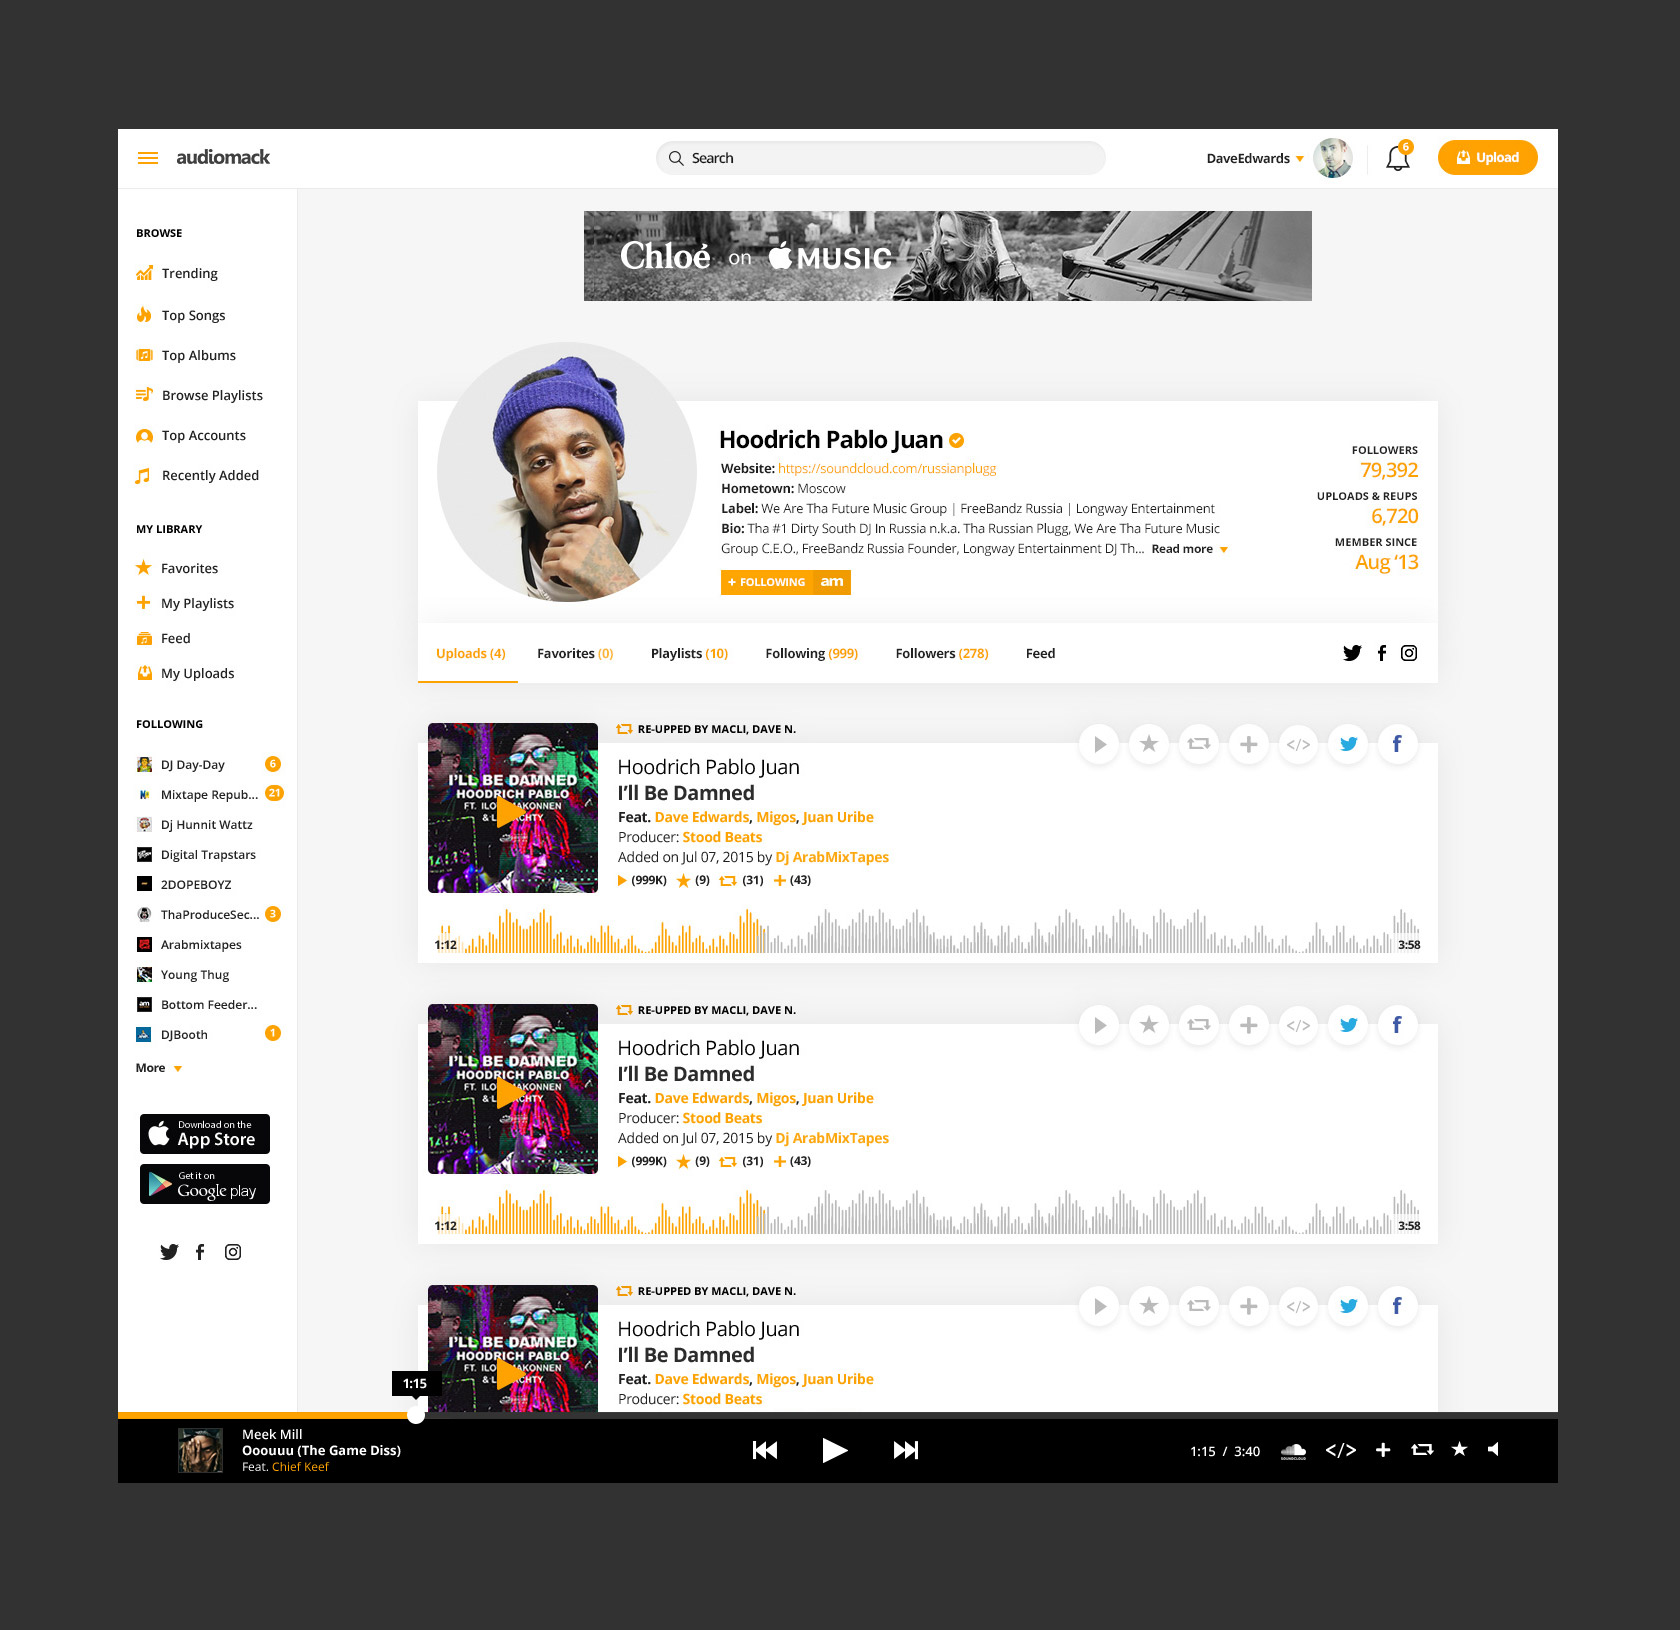 audiomack
Search
DaveEdwards
6
Upload
BROWSE
Trending
Top Songs
Top Albums
Browse Playlists
Top Accounts
Recently Added
MY LIBRARY
Favorites
My Playlists
Feed
My Uploads
FOLLOWING
DJ Day-Day 6
Mixtape Repub... 21
Dj Hunnit Wattz
Digital Trapstars
2DOPEBOYZ
ThaProduceSec... 3
Arabmixtapes
Young Thug
am
Bottom Feeder...
DJBooth 1
More
Download on the
App Store
Get it on
Google play
Chloé on MUSIC
Hoodrich Pablo Juan
Website: https://soundcloud.com/russianplugg
Hometown: Moscow
Label: We Are Tha Future Music Group | FreeBandz Russia | Longway Entertainment
Bio: Tha #1 Dirty South DJ In Russia n.k.a. Tha Russian Plugg, We Are Tha Future Music
Group C.E.O., FreeBandz Russia Founder, Longway Entertainment DJ Th... Read more
+ FOLLOWING am
FOLLOWERS
79,392
UPLOADS & REUPS
6,720
MEMBER SINCE
Aug ‘13
Uploads (4) Favorites (0) Playlists (10) Following (999) Followers (278) Feed
RE-UPPED BY MACLI, DAVE N.
I'LL BE DAMNED
HOODRICH PABLO
FT.
&
Hoodrich Pablo Juan
I’ll Be Damned
Feat. Dave Edwards, Migos, Juan Uribe
Producer: Stood Beats
Added on Jul 07, 2015 by Dj ArabMixTapes
(999K) (9) (31) (43)
</>
1:12
3:58
RE-UPPED BY MACLI, DAVE N.
I'LL BE DAMNED
HOODRICH PABLO
FT.
&
Hoodrich Pablo Juan
I’ll Be Damned
Feat. Dave Edwards, Migos, Juan Uribe
Producer: Stood Beats
Added on Jul 07, 2015 by Dj ArabMixTapes
(999K) (9) (31) (43)
</>
1:12
3:58
RE-UPPED BY MACLI, DAVE N.
I'LL BE DAMNED
HOODRICH PABLO
FT.
&
Hoodrich Pablo Juan
I’ll Be Damned
Feat. Dave Edwards, Migos, Juan Uribe
Producer: Stood Beats
</>
1:15
Meek Mill
Ooouuu (The Game Diss)
Feat. Chief Keef
1:15 / 3:40
SOUNDCLOUD
</>